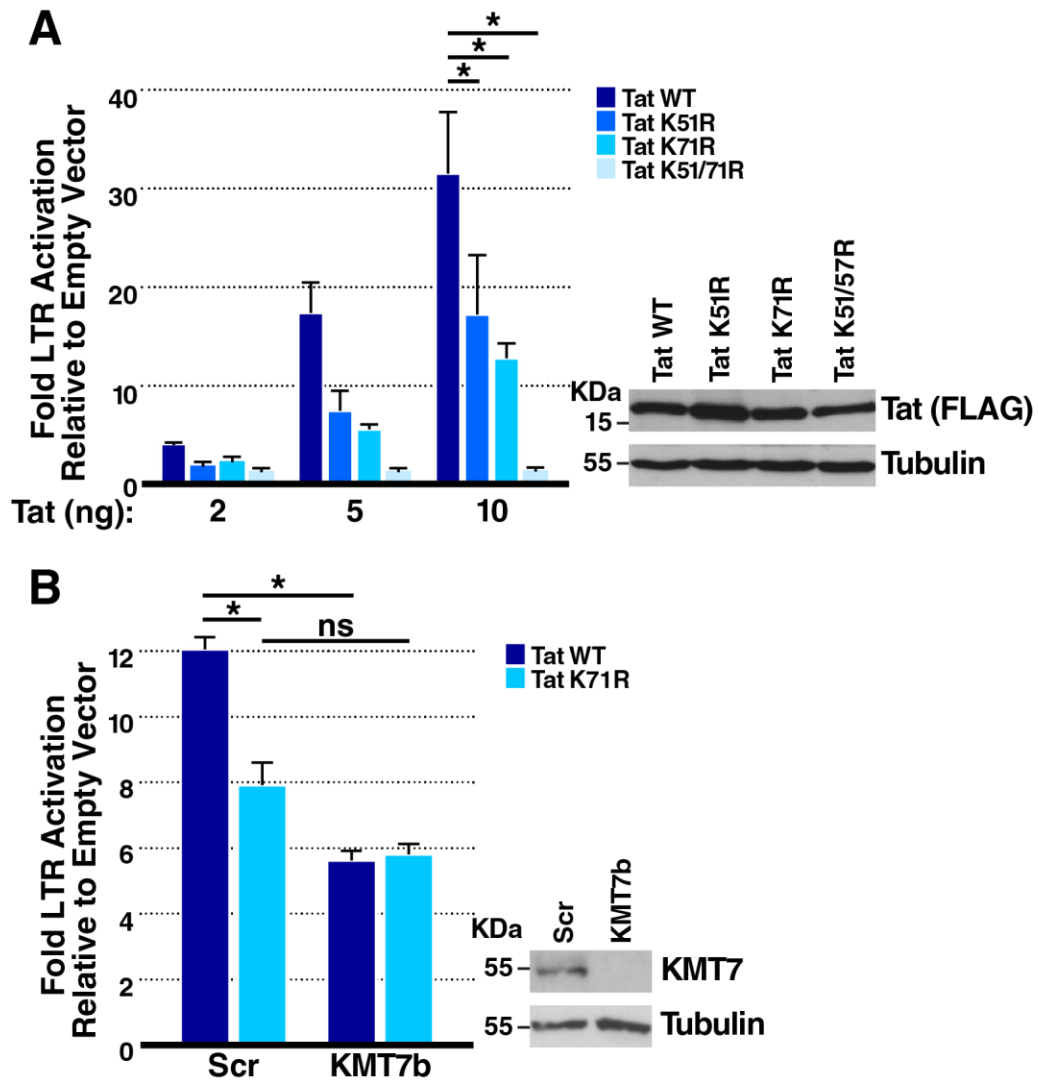 A
*
*
*
Fold LTR Activation
Relative to Empty Vector
40
30
20
10
0
Tat (ng):
2
5
10
Tat WT
Tat K51R
Tat K71R
Tat K51/71R
Tat WT
Tat K51R
Tat K71R
Tat K51/57R
KDa
15
Tat (FLAG)
55
Tubulin
B
*
*
ns
Fold LTR Activation
Relative to Empty Vector
12
10
8
6
4
2
0
Scr
KMT7b
Tat WT
Tat K71R
Scr
KMT7b
KDa
55
KMT7
55
Tubulin